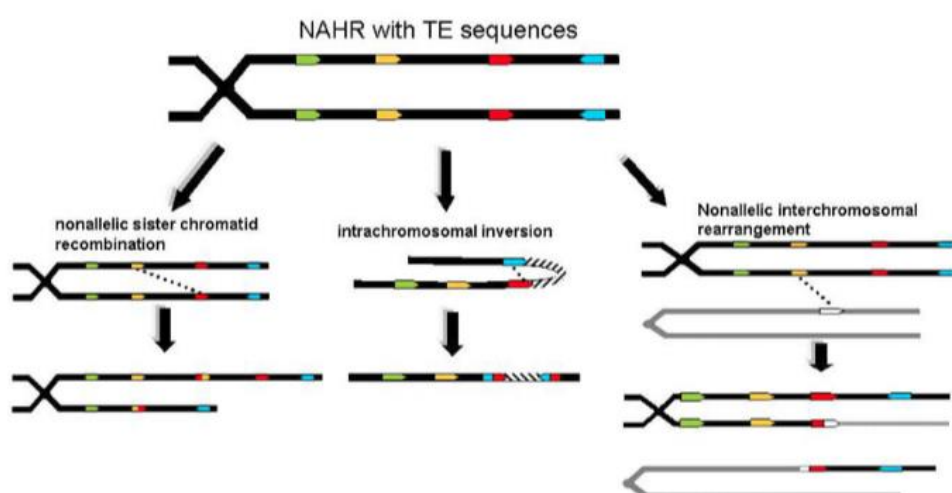 NAHR with TE sequences
nonallelic sister chromatid
recombination
intrachromosomal inversion
Nonallelic interchromosomal
rearrangement